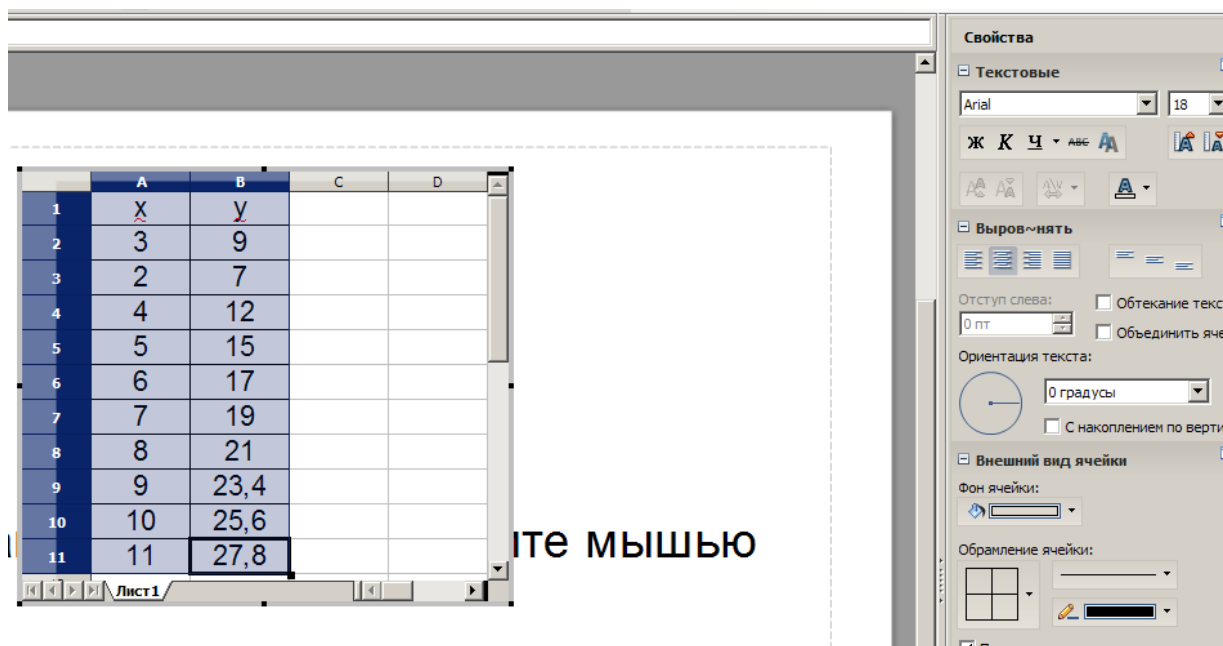 Свойства
Текстовые
Arial 18
Ж К Ч ABC
Выров~нять
Отступ слева:
Обтекание текс
0 пт
Объединить яче
Ориентация текста:
0 градусы
С накоплением по верти
Внешний вид ячейки
Фон ячейки:
Обрамление ячейки:
A B C D
1 x y
2 3 9
3 2 7
4 4 12
5 5 15
6 6 17
7 7 19
8 8 21
9 9 23,4
10 10 25,6
11 11 27,8
Лист1
те мышью